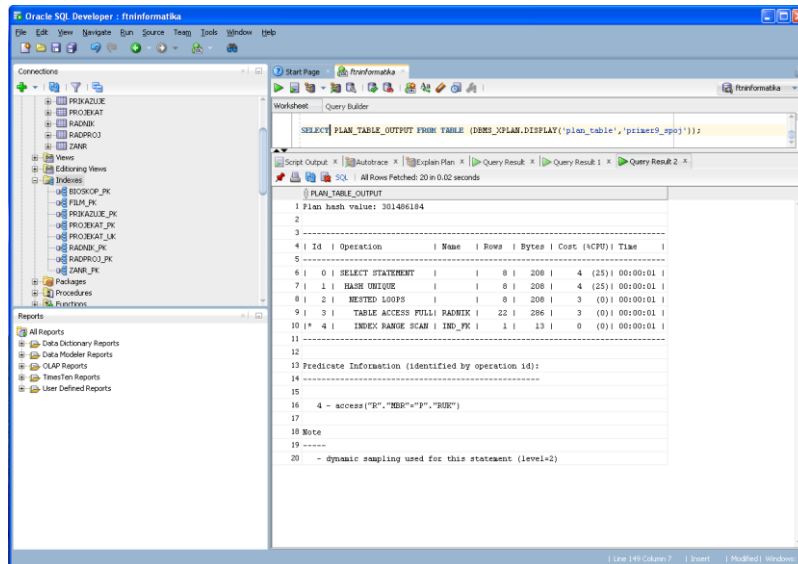 Oracle SQL Developer : ftninformatika
File Edit View Navigate Run Source Team Tools Window Help
Connections
PRIKAZUJE
PROJEKAT
RADNIK
RADPROJ
ZANR
Views
Editioning Views
Indexes
BIOSKOP_PK
FILM_PK
PRIKAZUJE_PK
PROJEKAT_PK
PROJEKAT_UK
RADNIK_PK
RADPROJ_PK
ZANR_PK
Packages
Procedures
Functions
Reports
All Reports
Data Dictionary Reports
Data Modeler Reports
OLAP Reports
TimesTen Reports
User Defined Reports
Start Page ftninformatika
ftninformatika
Worksheet Query Builder
SELECT PLAN_TABLE_OUTPUT FROM TABLE (DBMS_XPLAN.DISPLAY('plan_table','primer9_spoj'));
Script Output x Autotrace x Explain Plan x Query Result x Query Result 1 x Query Result 2 x
SQL | All Rows Fetched: 20 in 0.02 seconds
PLAN_TABLE_OUTPUT
1 Plan hash value: 301486184
2
3 --------------------------------------------------------------------------------
4 | Id | Operation | Name | Rows | Bytes | Cost (%CPU)| Time |
5 --------------------------------------------------------------------------------
6 | 0 | SELECT STATEMENT | | 8 | 208 | 4 (25)| 00:00:01 |
7 | 1 | HASH UNIQUE | | 8 | 208 | 4 (25)| 00:00:01 |
8 | 2 | NESTED LOOPS | | 8 | 208 | 3 (0)| 00:00:01 |
9 | 3 | TABLE ACCESS FULL| RADNIK | 22 | 286 | 3 (0)| 00:00:01 |
10 |* 4 | INDEX RANGE SCAN | IND_FK | 1 | 13 | 0 (0)| 00:00:01 |
11 --------------------------------------------------------------------------------
12
13 Predicate Information (identified by operation id):
14 ---------------------------------------------------
15
16 4 - access("R"."MBR"="P"."RUK")
17
18 Note
19 -----
20 - dynamic sampling used for this statement (level=2)
| Line 149 Column 7 | Insert | Modified | Windows: